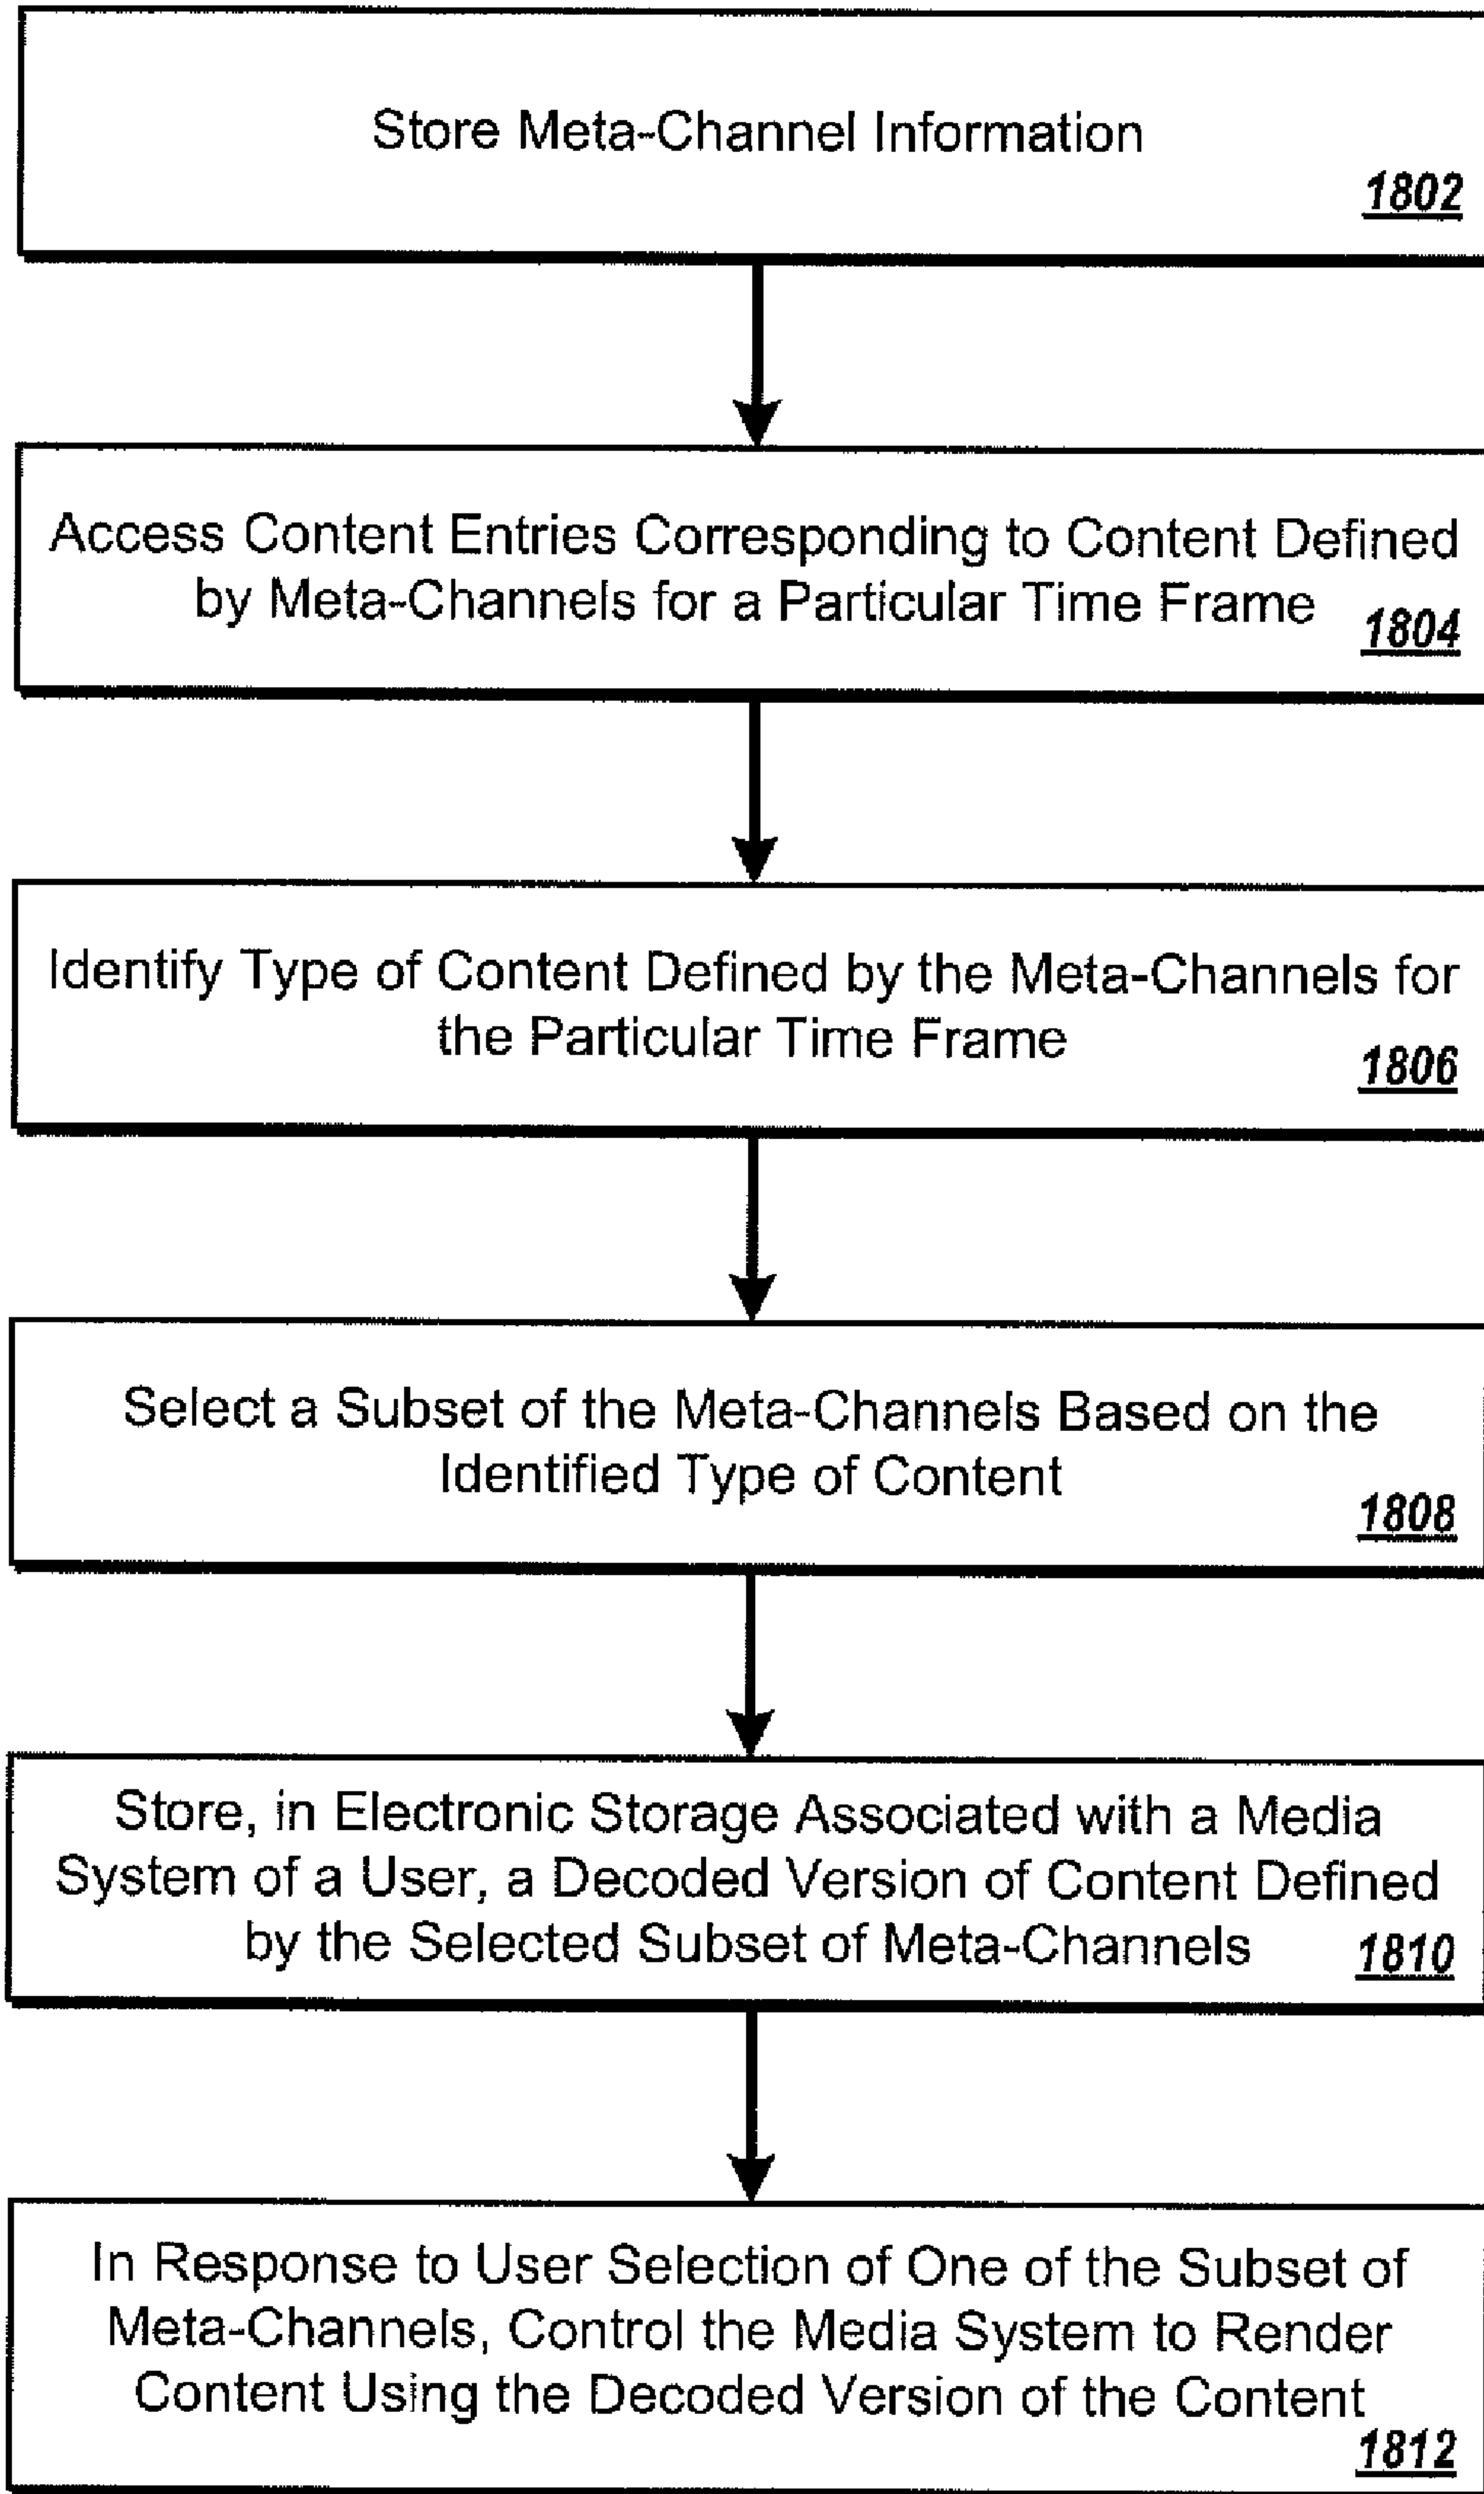 Store Meta-Channel Information
1802
Access Content Entries Corresponding to Content Defined
by Meta-Channels for a Particular Time Frame
1804
Identify Type of Content Defined by the Meta-Channels for
the Particular Time Frame
1806
Select a Subset of the Meta-Channels Based on the
Identified Type of Content
1808
Store, in Electronic Storage Associated with a Media
System of a User, a Decoded Version of Content Defined
by the Selected Subset of Meta-Channels
1810
In Response to User Selection of One of the Subset of
Meta-Channels, Control the Media System to Render
Content Using the Decoded Version of the Content
1812